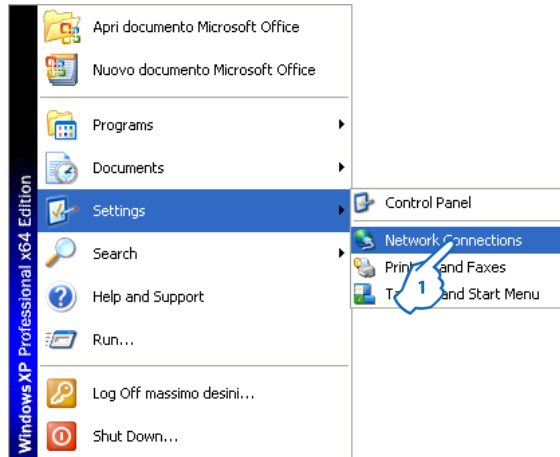 Apri documento Microsoft Office
Nuovo documento Microsoft Office
Programs
Documents
Settings
Search
Help and Support
Run...
Log Off massimo desini...
Shut Down...
Windows XP Professional x64 Edition
Control Panel
Network Connections
and Faxes
and Start Menu
1